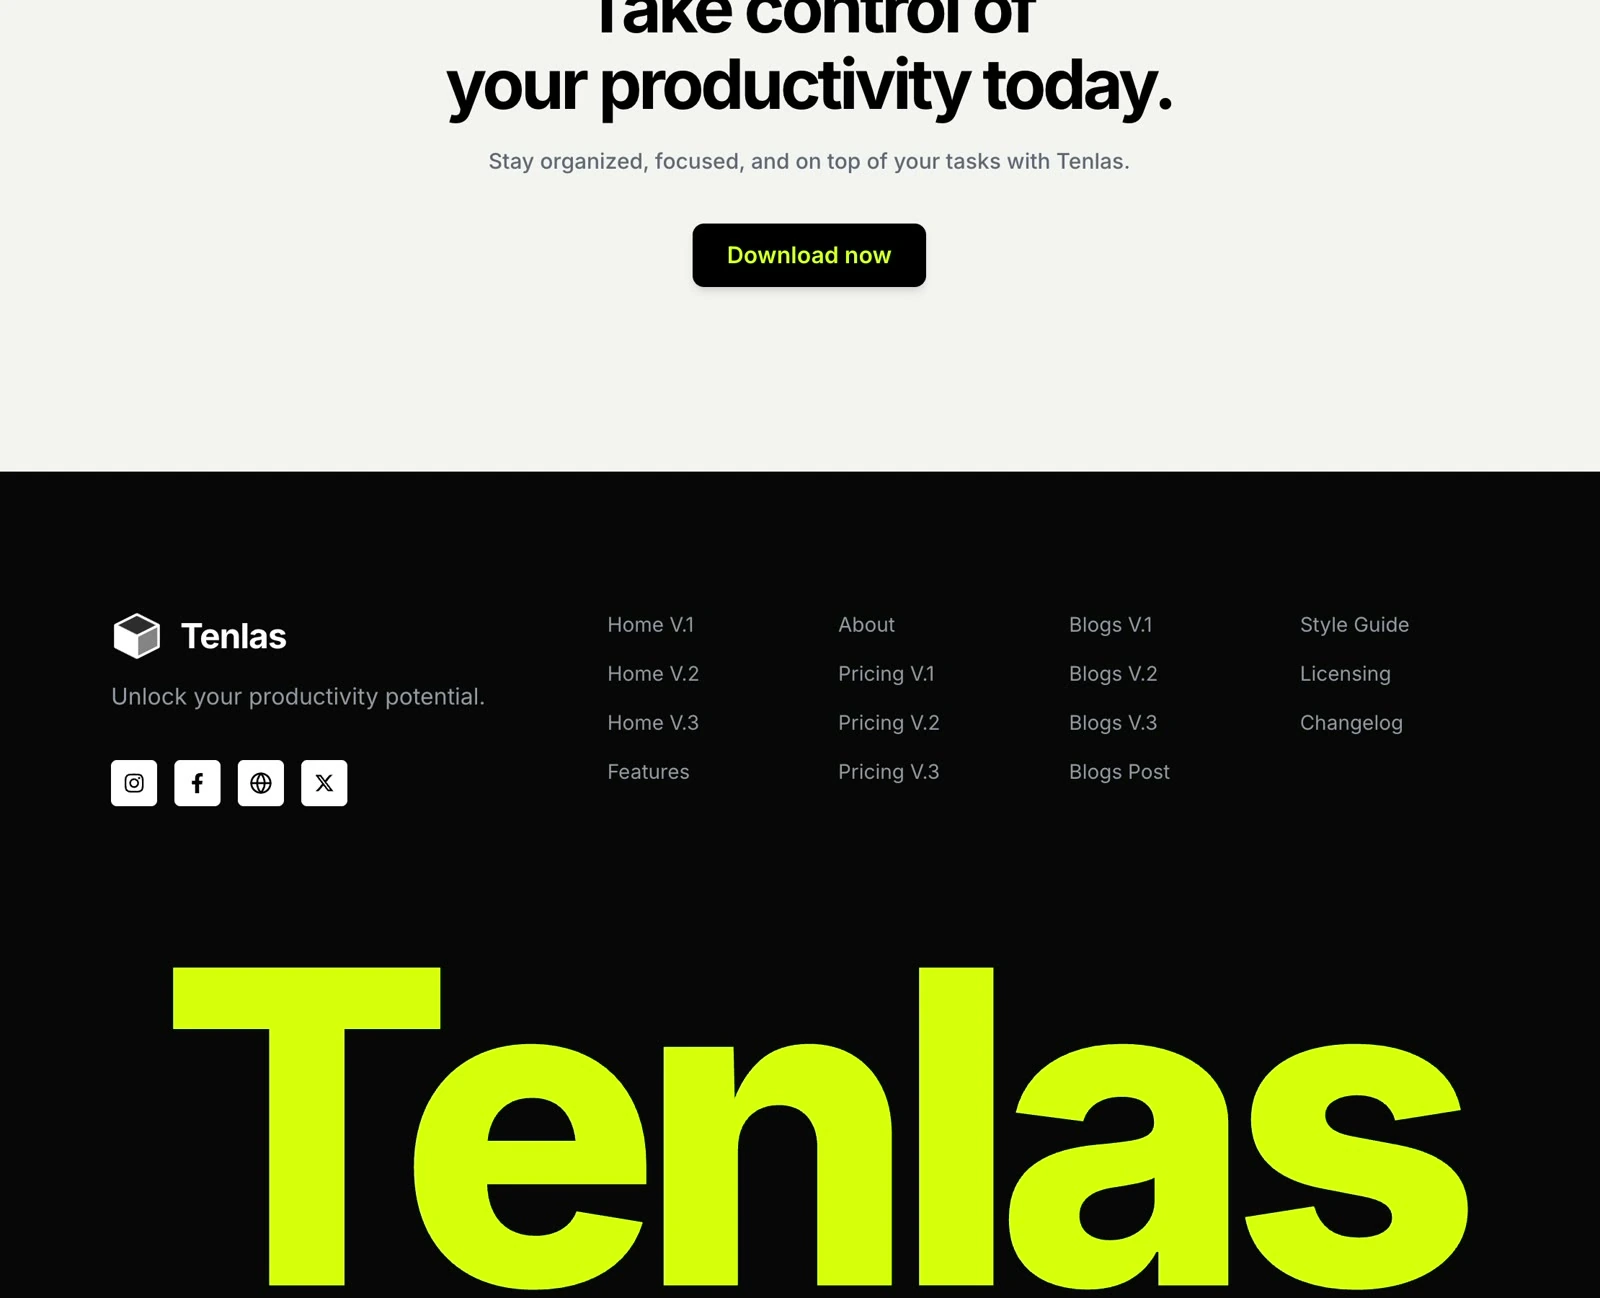 Take control of
your productivity today.
Stay organized, focused, and on top of your tasks with Tenlas.
Download now
Tenlas
Unlock your productivity potential.
Home V.1
Home V.2
Home V.3
Features
About
Pricing V.1
Pricing V.2
Pricing V.3
Blogs V.1
Blogs V.2
Blogs V.3
Blogs Post
Style Guide
Licensing
Changelog
Tenlas